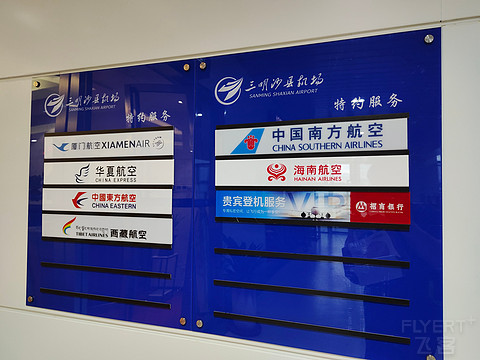 三明沙县机场
SANMING SHAXIAN AIRPORT
特约服务
厦门航空 XIAMENAIR
华夏航空
CHINA EXPRESS
中國東方航空
CHINA EASTERN
TIBET AIRLINES 西藏航空
三明沙县机场
SANMING SHAXIAN AIRPORT
特约服务
中国南方航空
CHINA SOUTHERN AIRLINES
海南航空
HAINAN AIRLINES
贵宾登机服务 VIP
招商银行
FLYERT
飞客